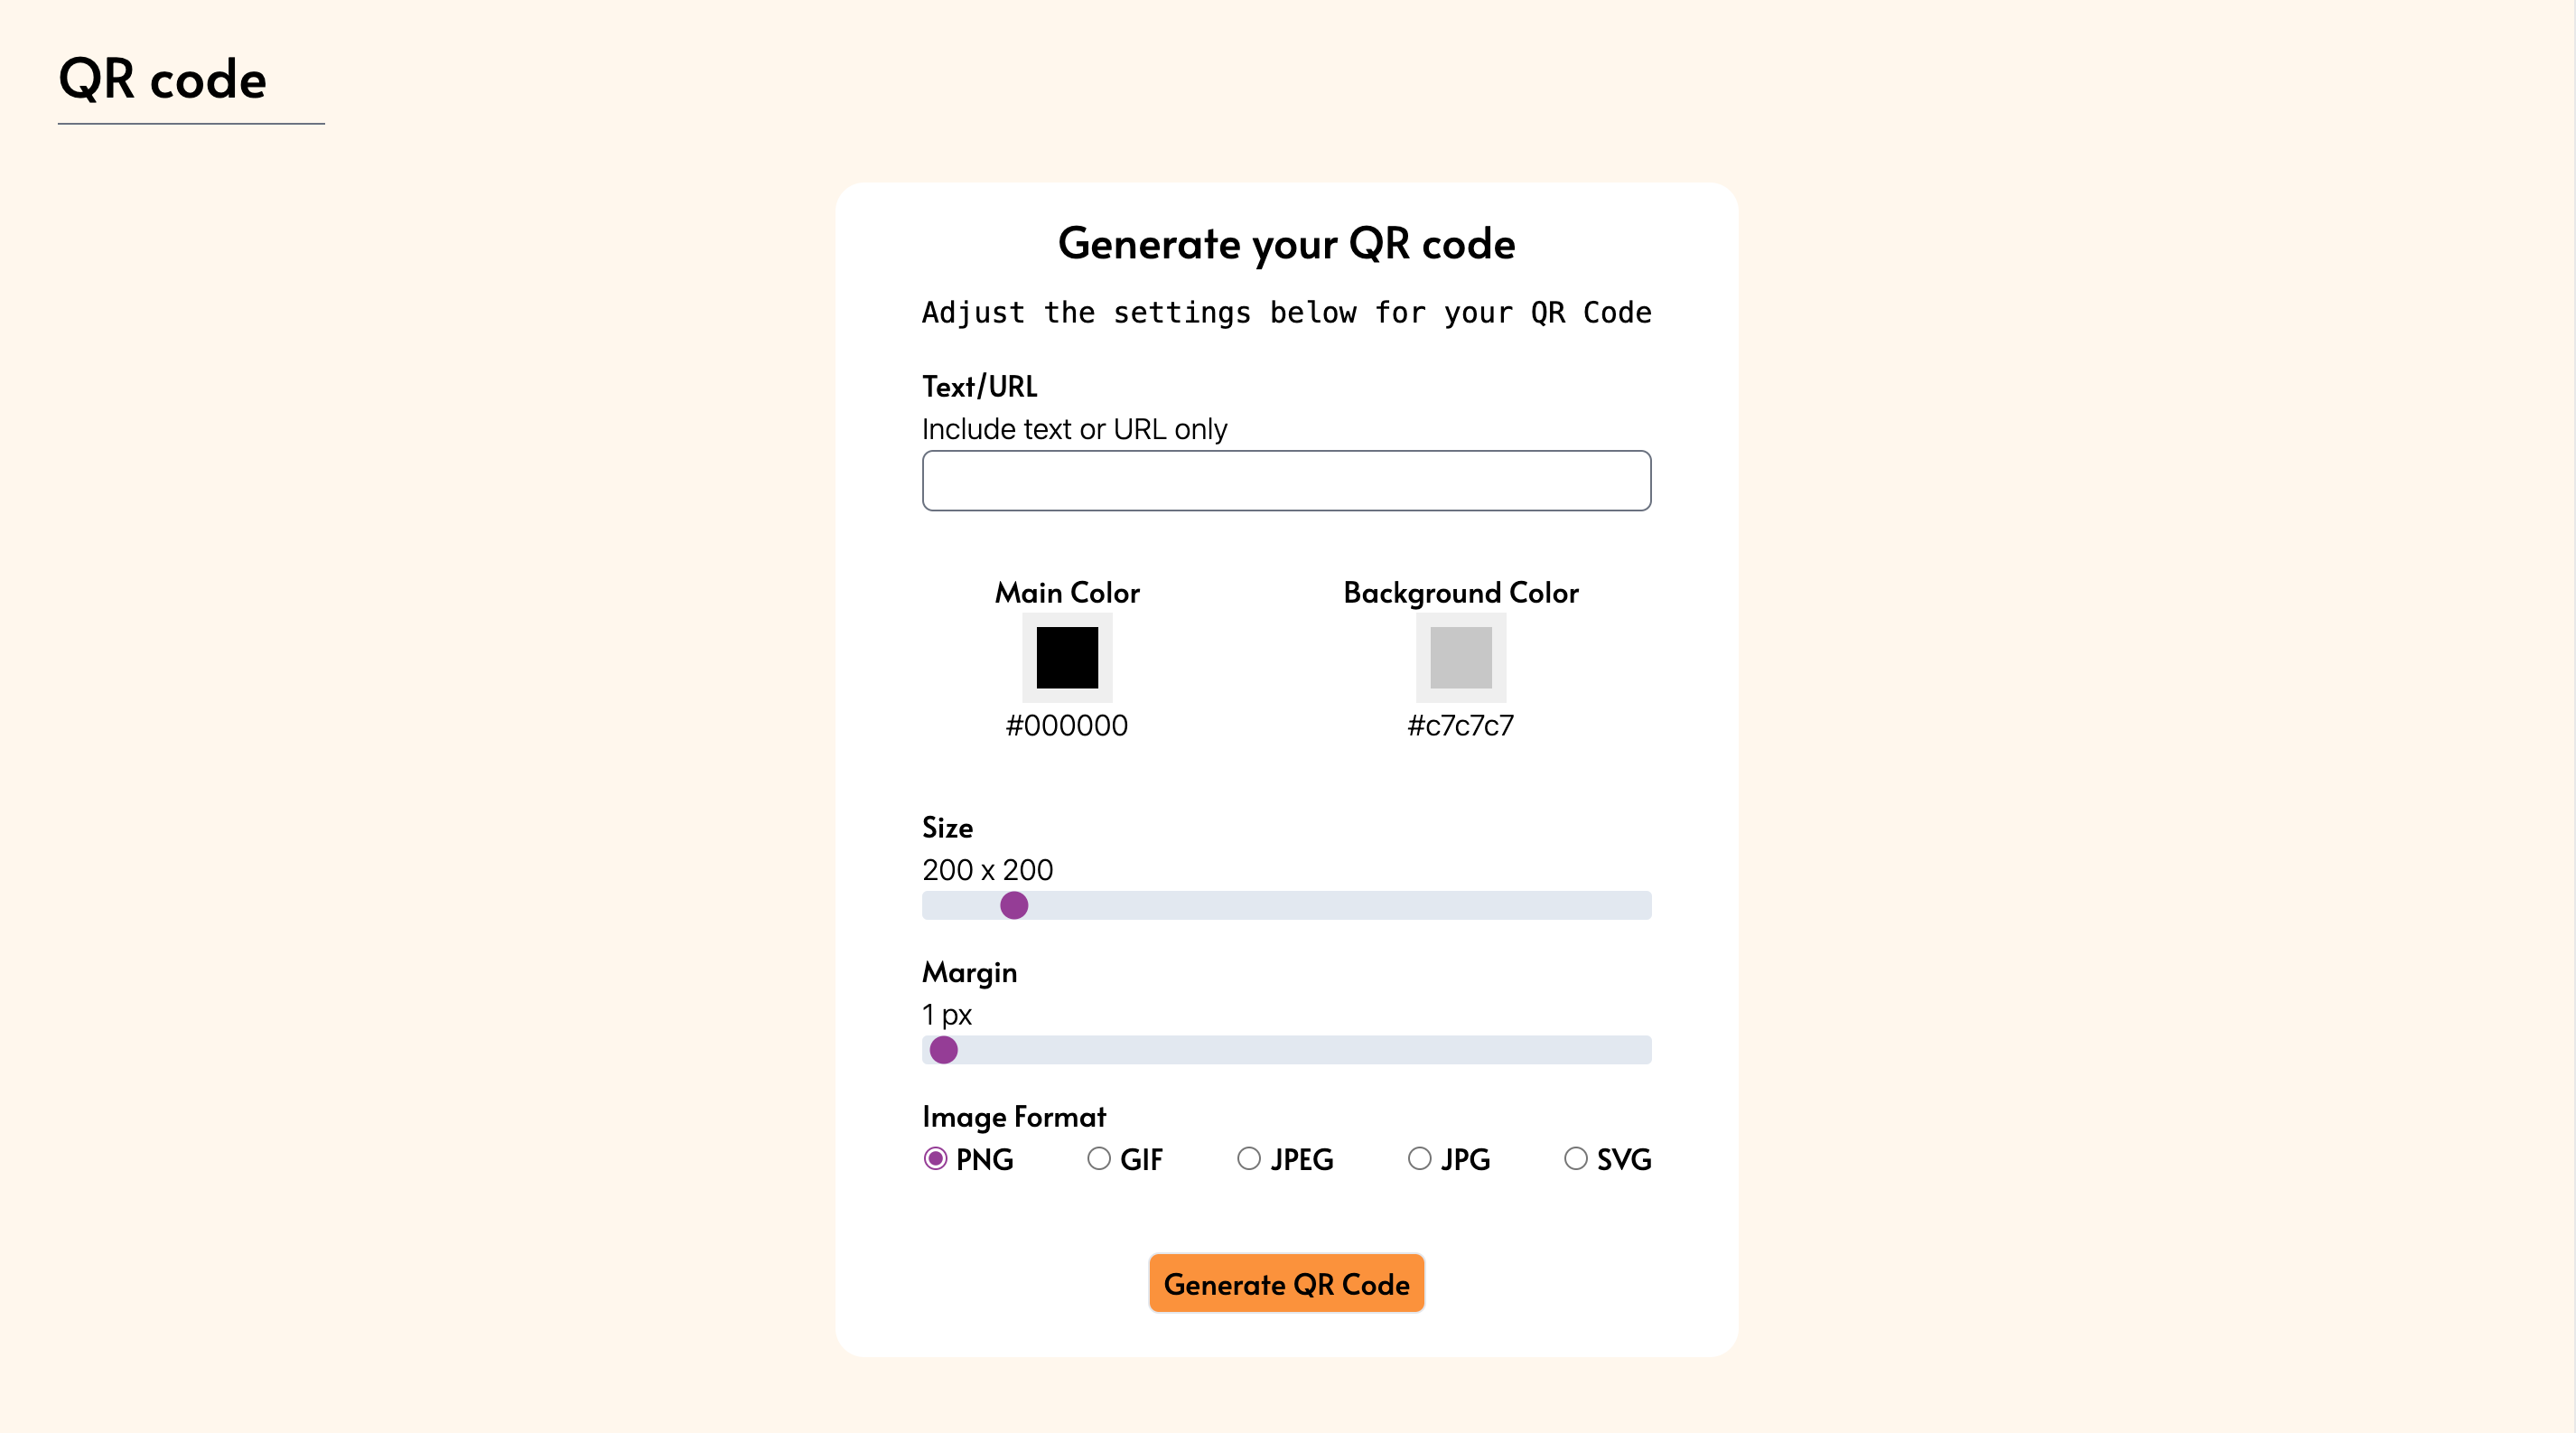 QR code
Generate your QR code
Adjust the settings below for your QR Code
Text/URL
Include text or URL only
Main Color Background Color
#000000 #c7c7c7
Size
200 x 200
Margin
1 px
Image Format
PNG GIF JPEG JPG SVG
Generate QR Code